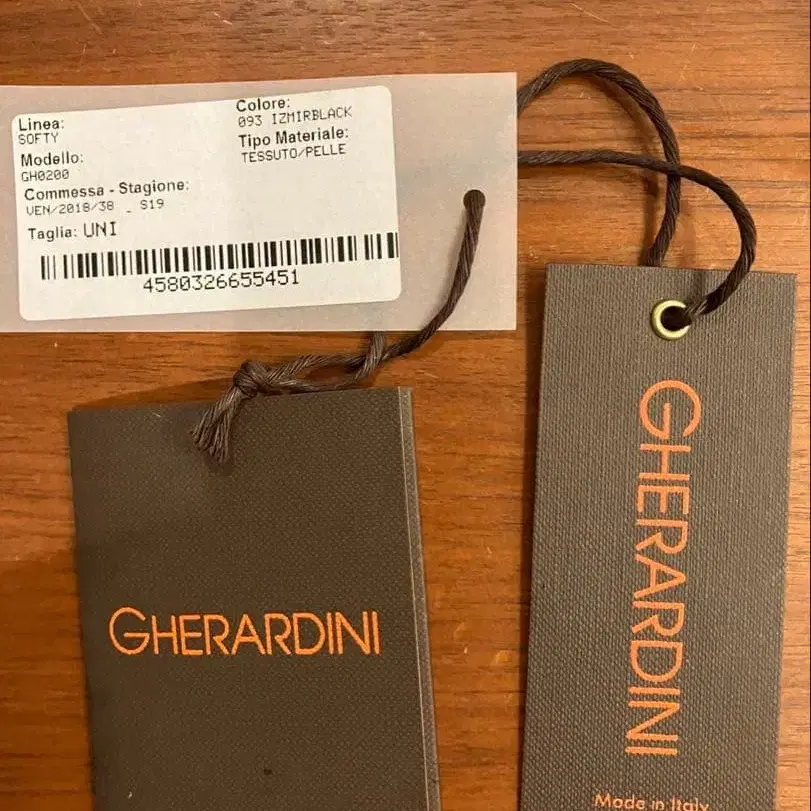 Linea:
SOFTY
Modello:
GH0200
Commessa - Stagione:
VEN/2018/38 _ S19
Taglia: UNI
Colore:
093 IZMIRBLACK
Tipo Materiale:
TESSUTO/PELLE
4580326655451
GHERARDINI
GHERARDINI
Made in Italy